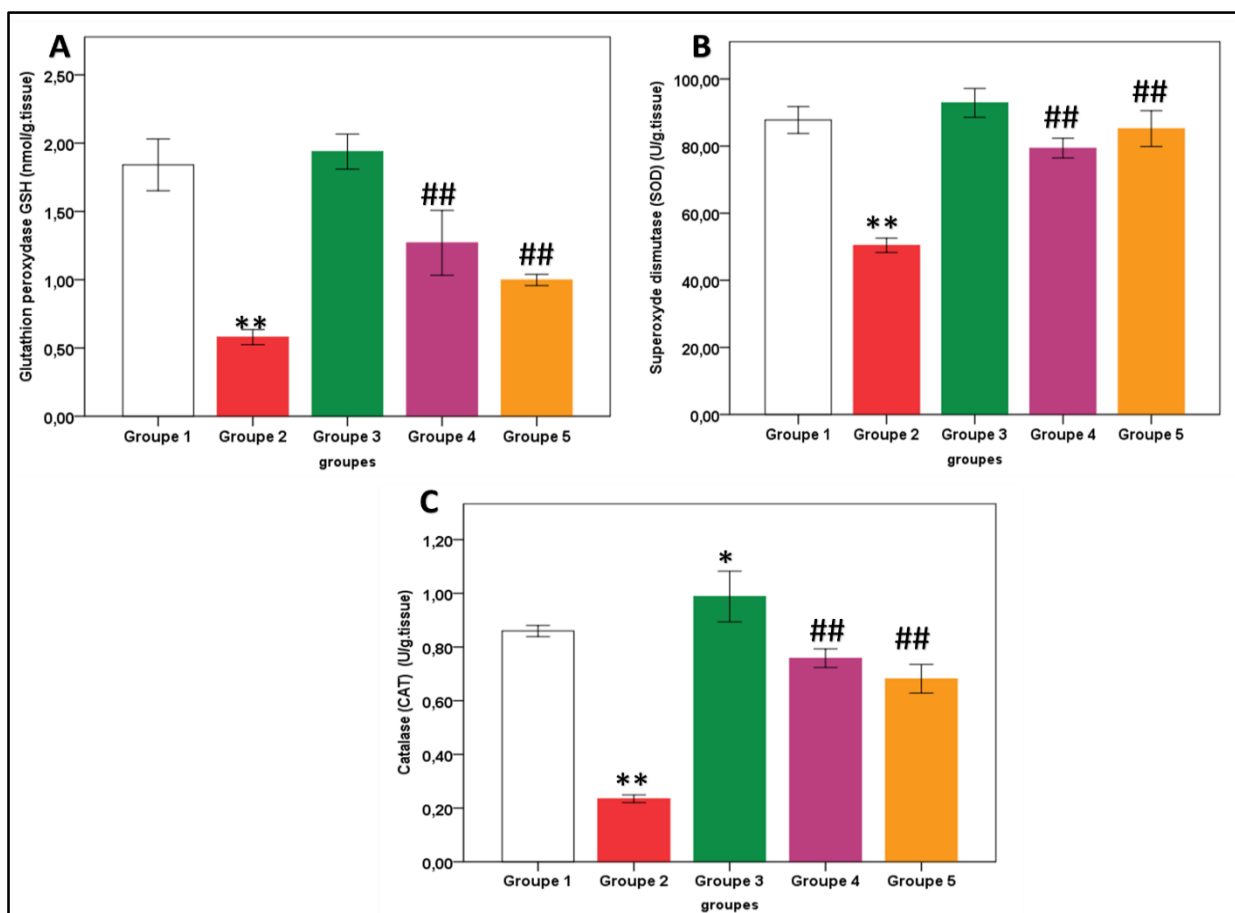 A
Glutathion peroxydase GSH (nmol/g.tissue)
2,50
2,00
1,50
1,00
0,50
0,00
**
##
##
Groupe 1 Groupe 2 Groupe 3 Groupe 4 Groupe 5
groupes
B
Superoxyde dismutase (SOD) (U/g.tissue)
100,00
80,00
60,00
40,00
20,00
0,00
**
##
##
Groupe 1 Groupe 2 Groupe 3 Groupe 4 Groupe 5
groupes
C
Catalase (CAT) (U/g.tissue)
1,20
1,00
0,80
0,60
0,40
0,20
0,00
**
*
##
##
Groupe 1 Groupe 2 Groupe 3 Groupe 4 Groupe 5
groupes